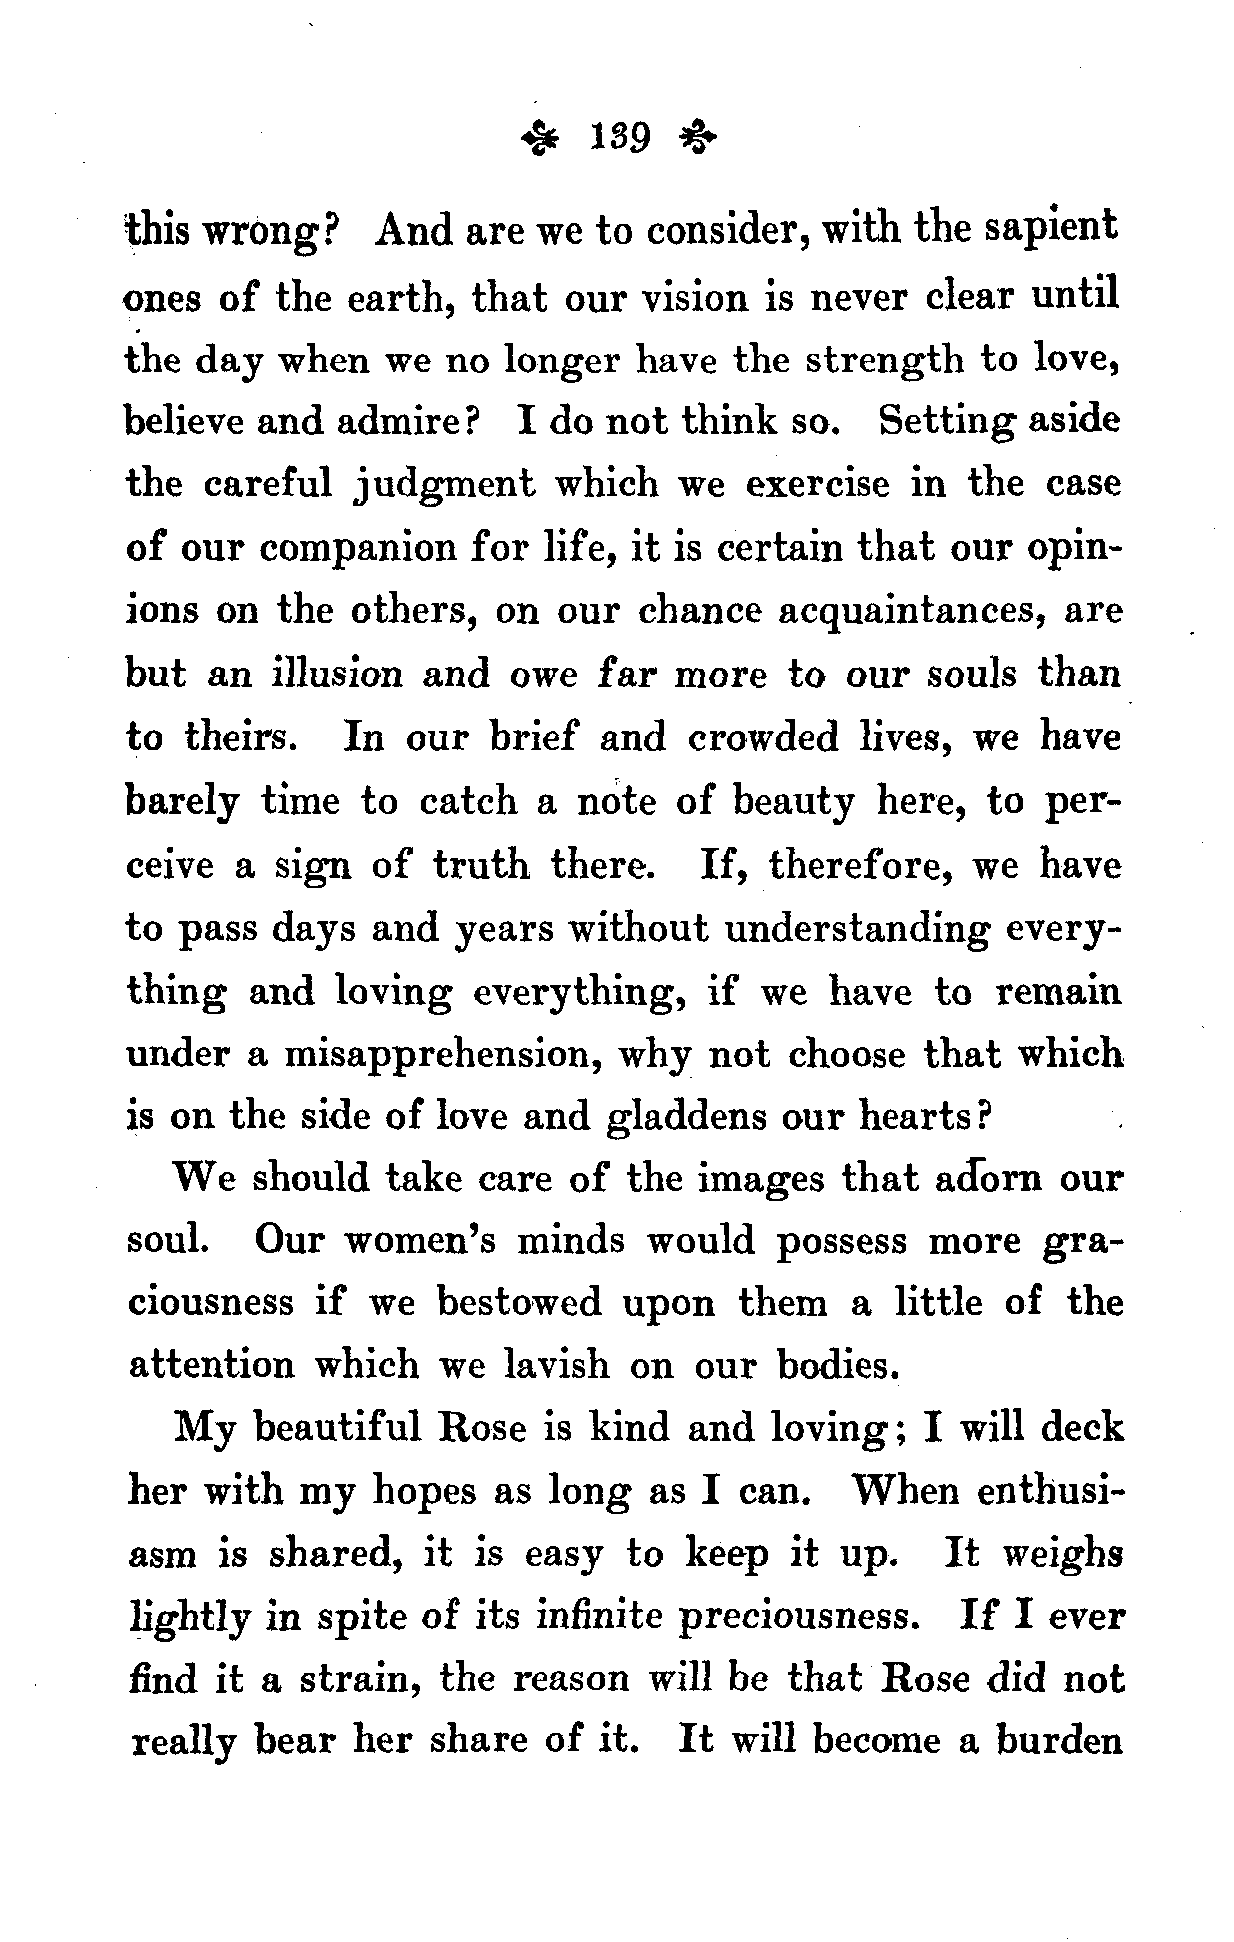 139
this wrong? And are we to consider, with the sapient
ones of the earth, that our vision is never clear until
the day when we no longer have the strength to love,
believe and admire? I do not think so. Setting aside
the careful judgment which we exercise in the case
of our companion for life, it is certain that our opin-
ions on the others, on our chance acquaintances, are
but an illusion and owe far more to our souls than
to theirs. In our brief and crowded lives, we have
barely time to catch a note of beauty here, to per-
ceive a sign of truth there. If, therefore, we have
to pass days and years without understanding every-
thing and loving everything, if we have to remain
under a misapprehension, why not choose that which
is on the side of love and gladdens our hearts?
We should take care of the images that adorn our
soul. Our women's minds would possess more gra-
ciousness if we bestowed upon them a little of the
attention which we lavish on our bodies.
My beautiful Rose is kind and loving; I will deck
her with my hopes as long as I can. When enthusi-
asm is shared, it is easy to keep it up. It weighs
lightly in spite of its infinite preciousness. If I ever
find it a strain, the reason will be that Rose did not
really bear her share of it. It will become a burden